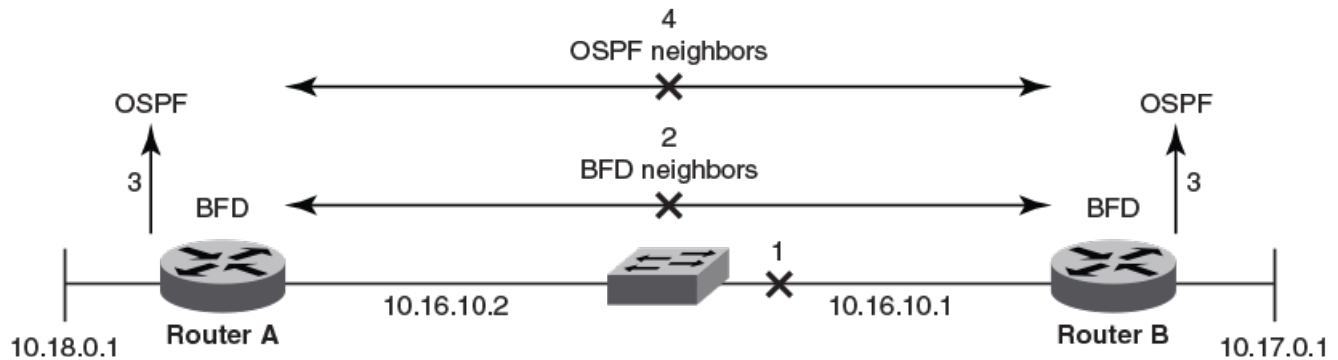 4
OSPF neighbors
OSPF
OSPF
2
BFD neighbors
3
3
BFD
BFD
1
10.16.10.2
10.16.10.1
Router A
Router B
10.18.0.1
10.17.0.1